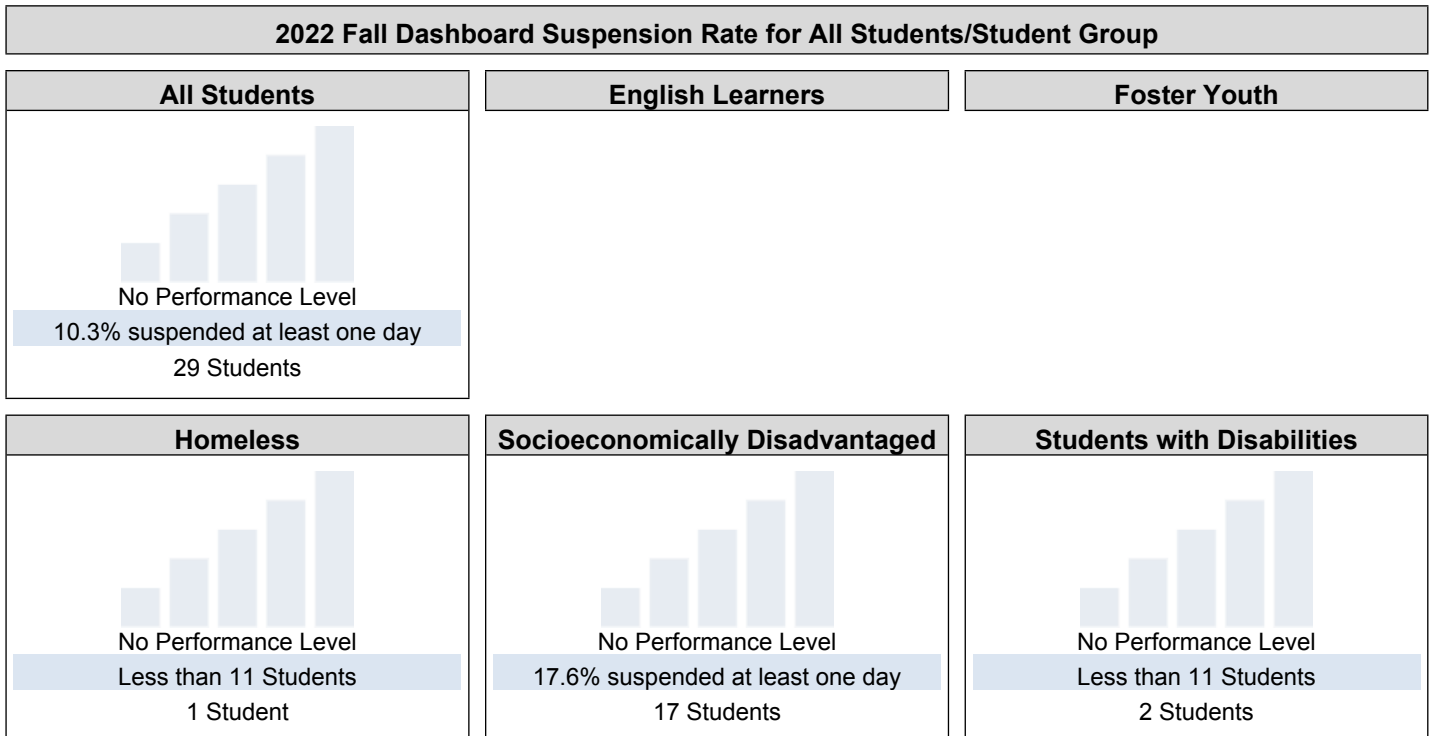 2022 Fall Dashboard Suspension Rate for All Students/Student Group
All Students
English Learners
Foster Youth
No Performance Level
10.3% suspended at least one day
29 Students
Homeless
Socioeconomically Disadvantaged
Students with Disabilities
No Performance Level
Less than 11 Students
1 Student
No Performance Level
17.6% suspended at least one day
17 Students
No Performance Level
Less than 11 Students
2 Students